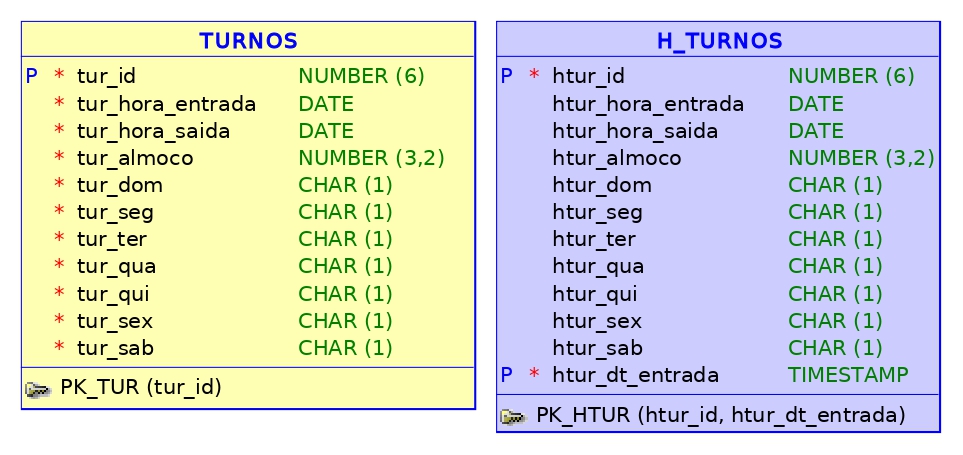 TURNOS
P * tur_id NUMBER (6)
* tur_hora_entrada DATE
* tur_hora_saida DATE
* tur_almoco NUMBER (3,2)
* tur_dom CHAR (1)
* tur_seg CHAR (1)
* tur_ter CHAR (1)
* tur_qua CHAR (1)
* tur_qui CHAR (1)
* tur_sex CHAR (1)
* tur_sab CHAR (1)
PK_TUR (tur_id)
H_TURNOS
P * htur_id NUMBER (6)
htur_hora_entrada DATE
htur_hora_saida DATE
htur_almoco NUMBER (3,2)
htur_dom CHAR (1)
htur_seg CHAR (1)
htur_ter CHAR (1)
htur_qua CHAR (1)
htur_qui CHAR (1)
htur_sex CHAR (1)
htur_sab CHAR (1)
P * htur_dt_entrada TIMESTAMP
PK_HTUR (htur_id, htur_dt_entrada)